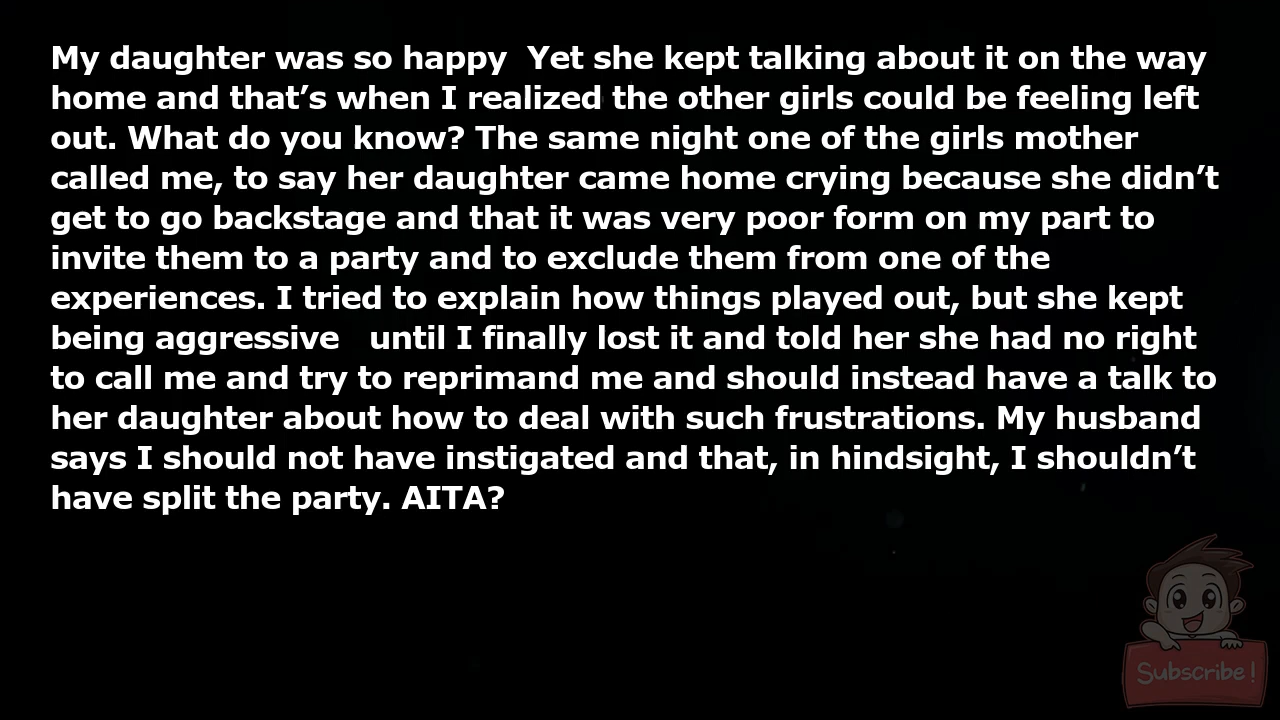 My daughter was so happy  Yet she kept talking about it on the way
home and that’s when I realized the other girls could be feeling left
out. What do you know? The same night one of the girls mother
called me, to say her daughter came home crying because she didn’t
get to go backstage and that it was very poor form on my part to
invite them to a party and to exclude them from one of the
experiences. I tried to explain how things played out, but she kept
being aggressive   until I finally lost it and told her she had no right
to call me and try to reprimand me and should instead have a talk to
her daughter about how to deal with such frustrations. My husband
says I should not have instigated and that, in hindsight, I shouldn’t
have split the party. AITA?
Subscribe!